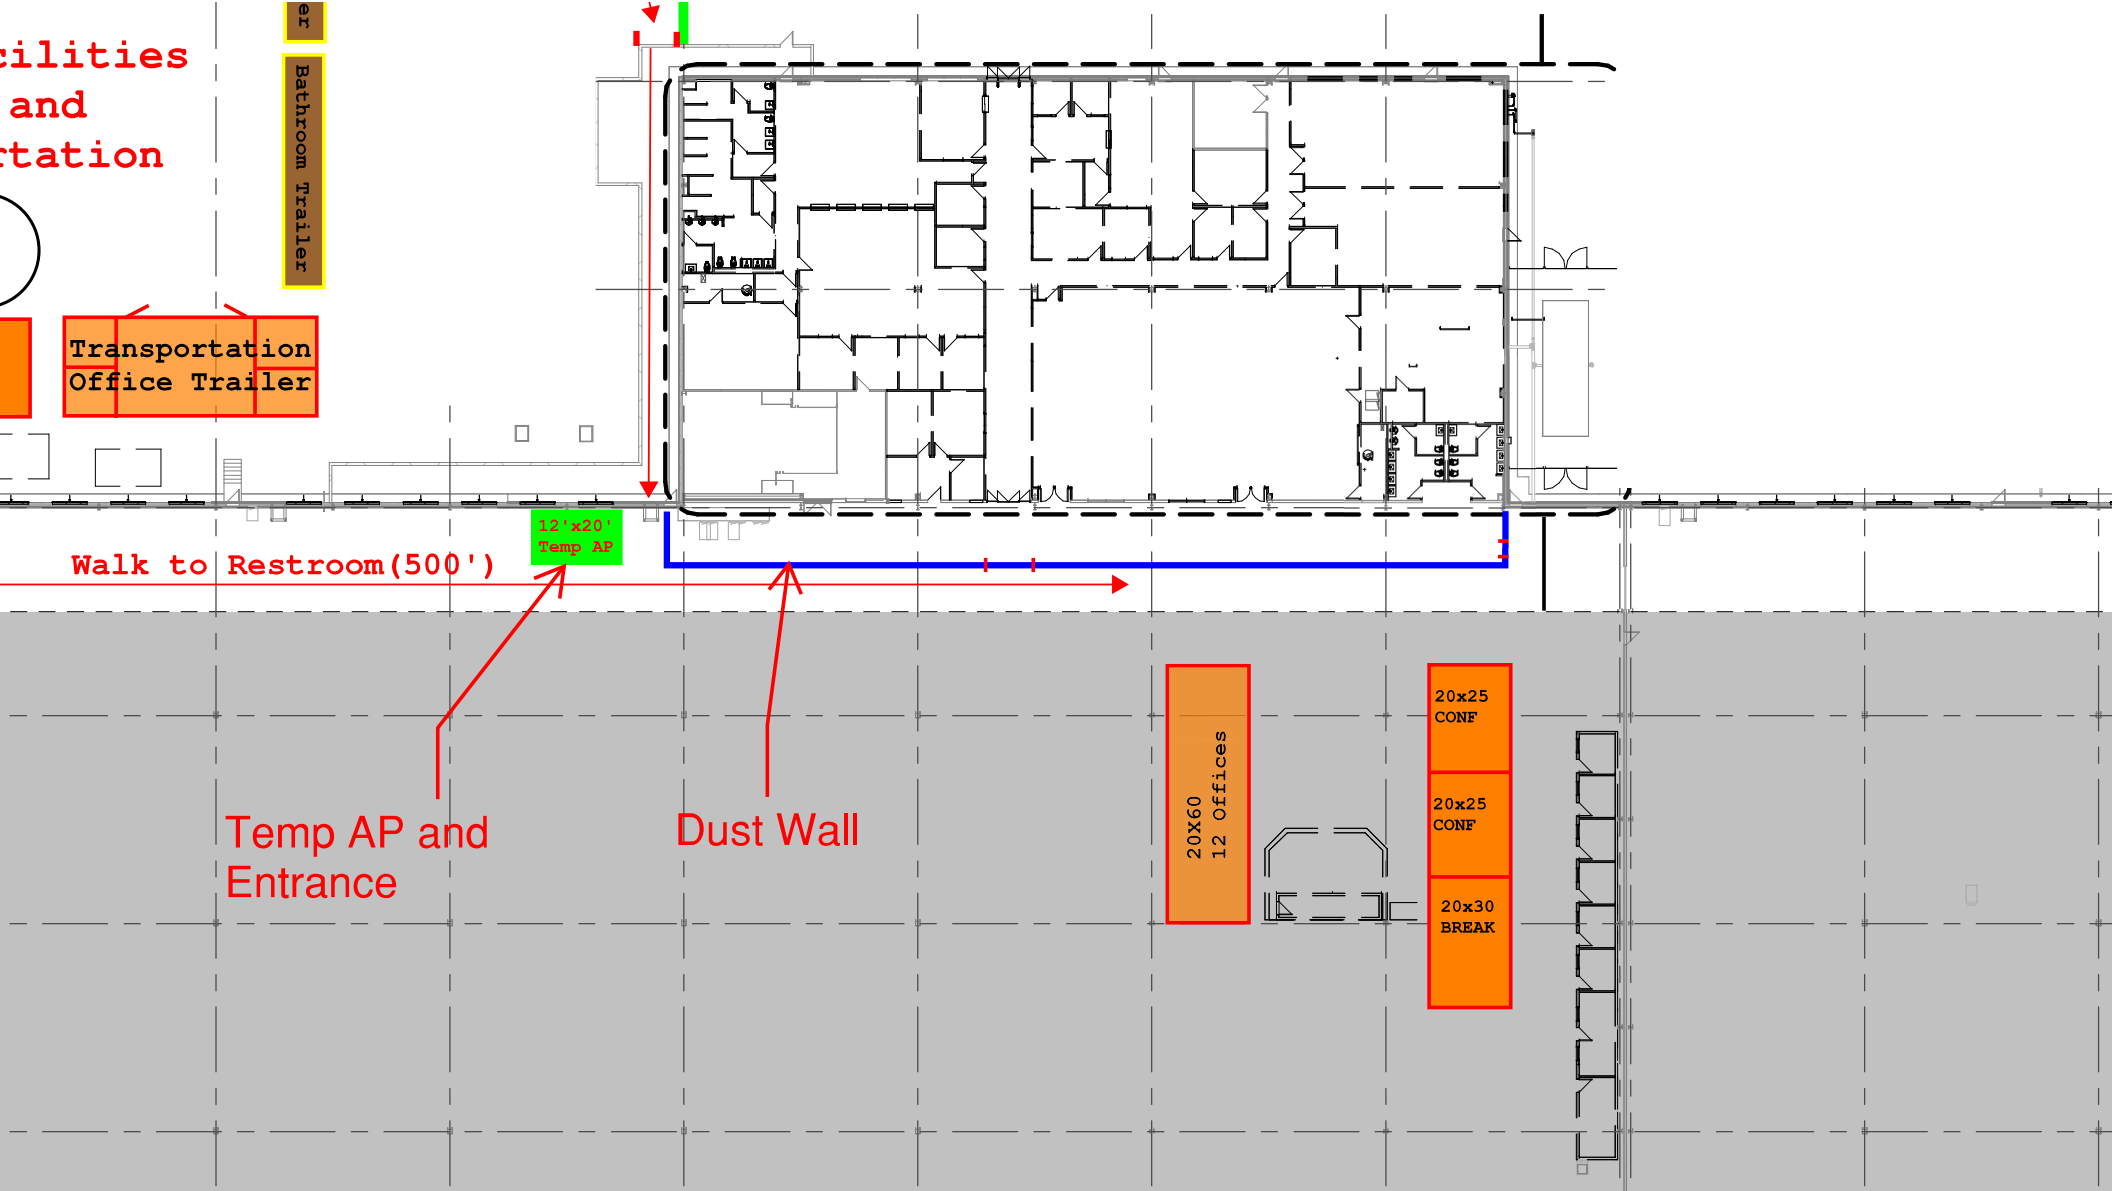 er
cilities
and
rtation
Bathroom Trailer
Transportation
Office Trailer
12'x20'
Temp AP
Walk to Restroom(500')
Temp AP and
Entrance
Dust Wall
20X60
12 Offices
20x25
CONF
20x25
CONF
20x30
BREAK